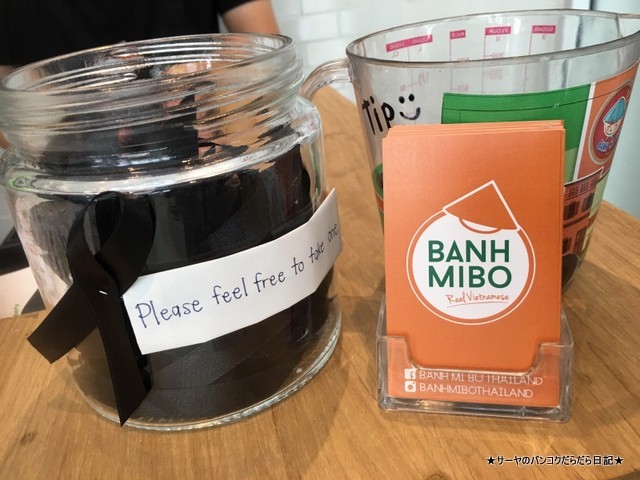 Please feel free to take one
Tip
BANH
MIBO
Real Vietnamese
BANH MI BO THAILAND
BANHMIBOTHAILAND
★サーヤのバンコクだらだら日記★